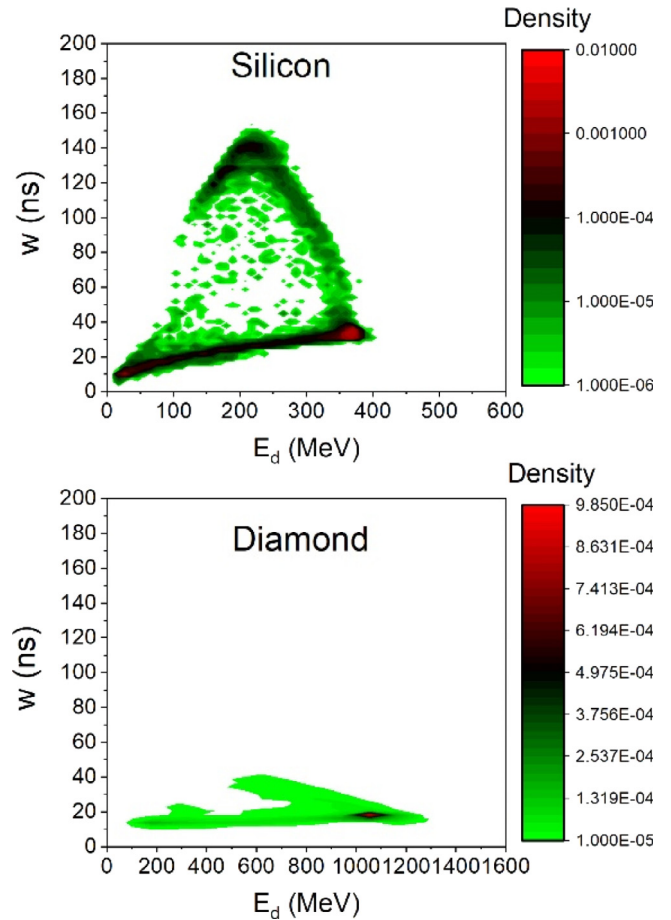 Density
Silicon
200
180
160
140
120
100
80
60
40
20
0
w (ns)
0 100 200 300 400 500 600
E_d (MeV)
0.01000
0.001000
1.000E-04
1.000E-05
1.000E-06
Density
Diamond
200
180
160
140
120
100
80
60
40
20
0
w (ns)
0 200 400 600 800 1000 1200 1400 1600
E_d (MeV)
9.850E-04
8.631E-04
7.413E-04
6.194E-04
4.975E-04
3.756E-04
2.537E-04
1.319E-04
1.000E-05